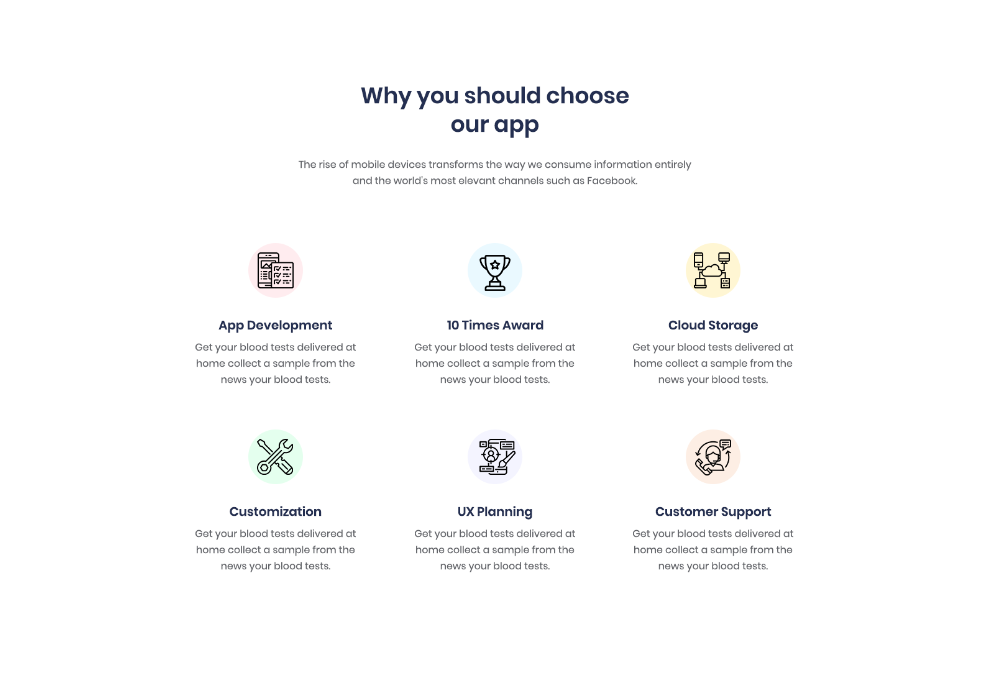 Why you should choose
our app
The rise of mobile devices transforms the way we consume information entirely
and the world's most elevant channels such as Facebook.
App Development
Get your blood tests delivered at
home collect a sample from the
news your blood tests.
10 Times Award
Get your blood tests delivered at
home collect a sample from the
news your blood tests.
Cloud Storage
Get your blood tests delivered at
home collect a sample from the
news your blood tests.
Customization
Get your blood tests delivered at
home collect a sample from the
news your blood tests.
UX Planning
Get your blood tests delivered at
home collect a sample from the
news your blood tests.
Customer Support
Get your blood tests delivered at
home collect a sample from the
news your blood tests.